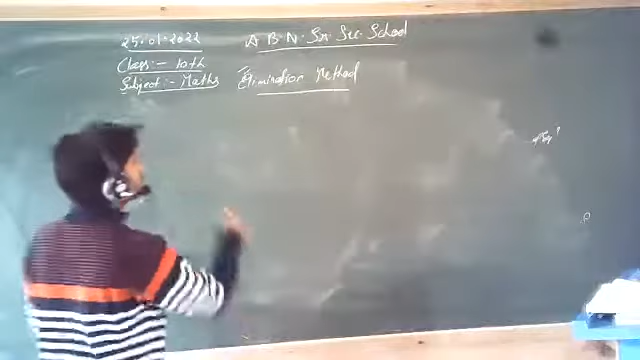 25.01.2022
A B.N. Sr. Sec. School
Class:- 10th
Subject:- Maths
Elimination Method